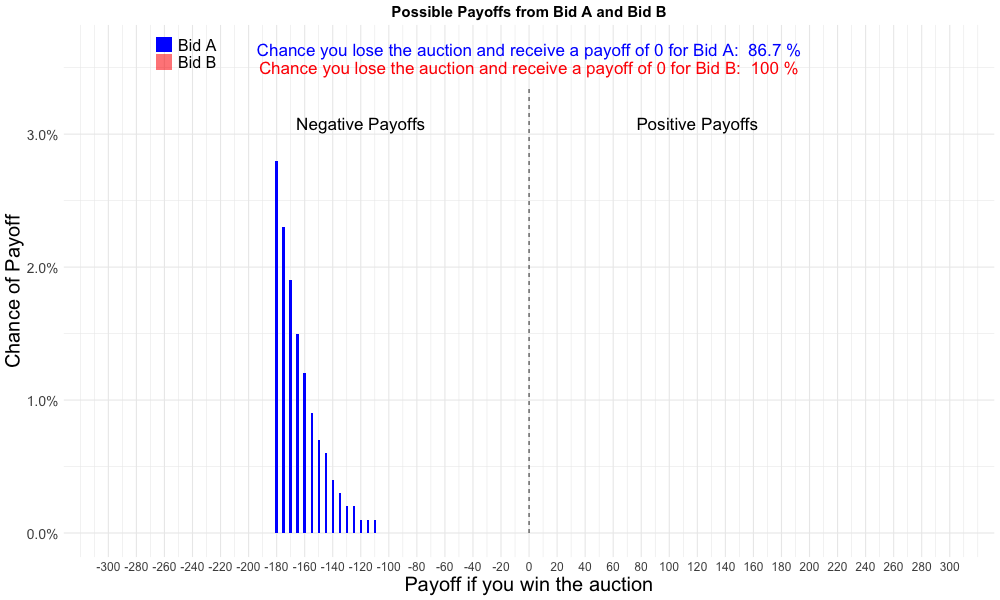 Possible Payoffs from Bid A and Bid B
Bid A
Bid B
Chance you lose the auction and receive a payoff of 0 for Bid A:  86.7 %
Chance you lose the auction and receive a payoff of 0 for Bid B:  100 %
Negative Payoffs
Positive Payoffs
Chance of Payoff
3.0%
2.0%
1.0%
0.0%
-300 -280 -260 -240 -220 -200 -180 -160 -140 -120 -100 -80 -60 -40 -20 0 20 40 60 80 100 120 140 160 180 200 220 240 260 280 300
Payoff if you win the auction